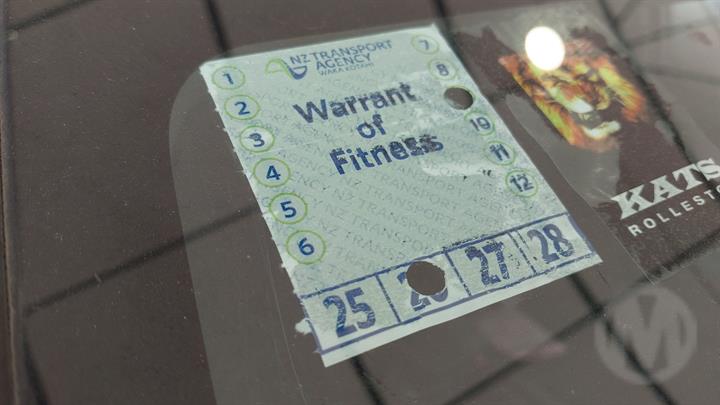 NZ TRANSPORT
AGENCY
WAKA KOTAHI
Warrant
of
Fitness
1
2
3
4
5
6
7
8
10
11
12
25
27
28
KATS
ROLLEST